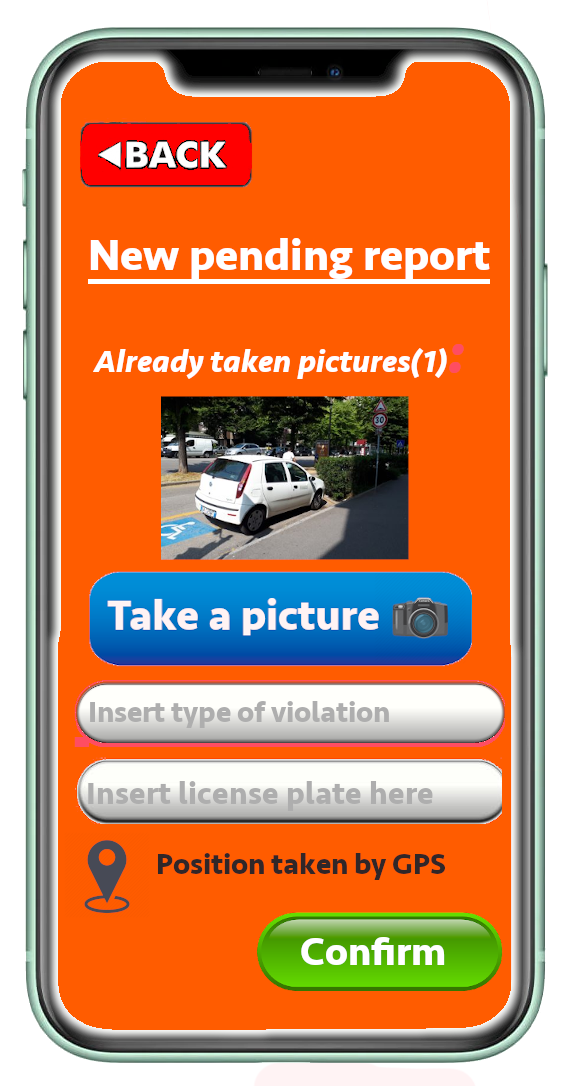 BACK
New pending report
Already taken pictures(1):
30
Take a picture
Insert type of violation
Insert license plate here
Position taken by GPS
Confirm